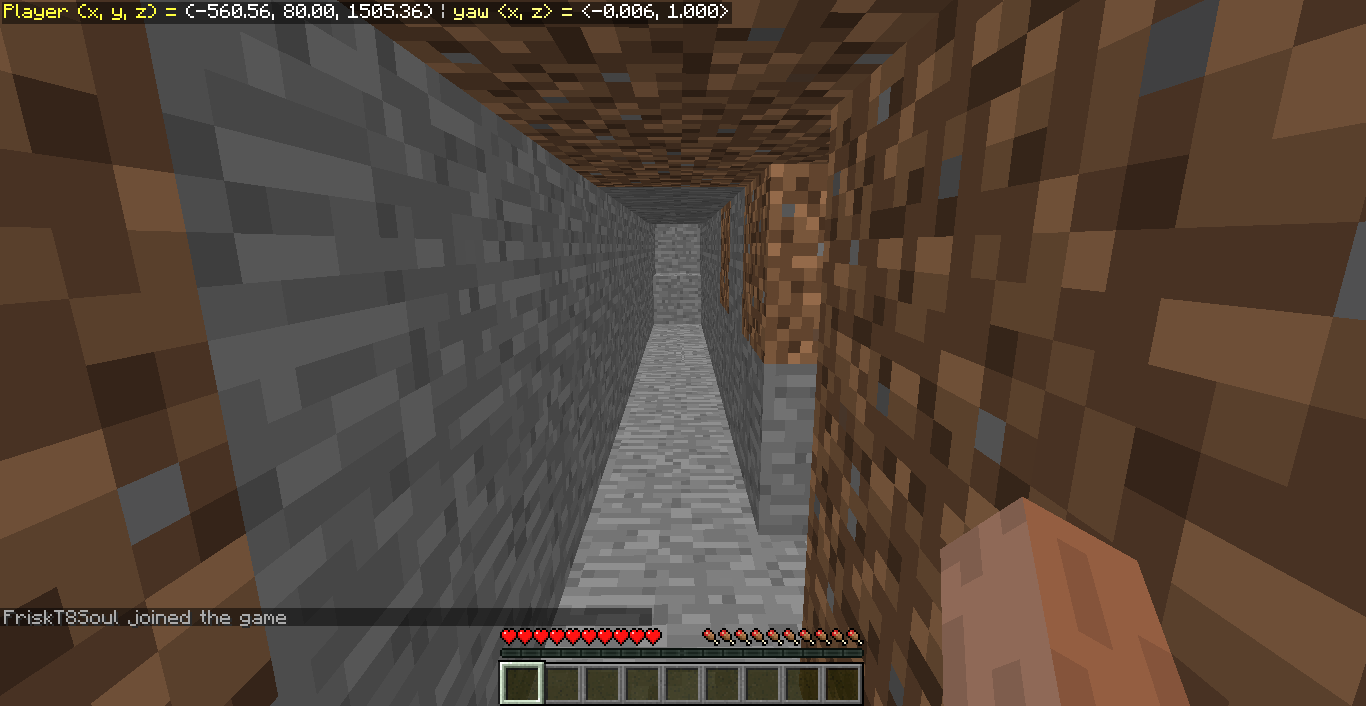 Player (x, y, z) = (-560.56, 80.00, 1505.36) | yaw (x, z) = <-0.006, 1.000>
FriskT8Soul joined the game